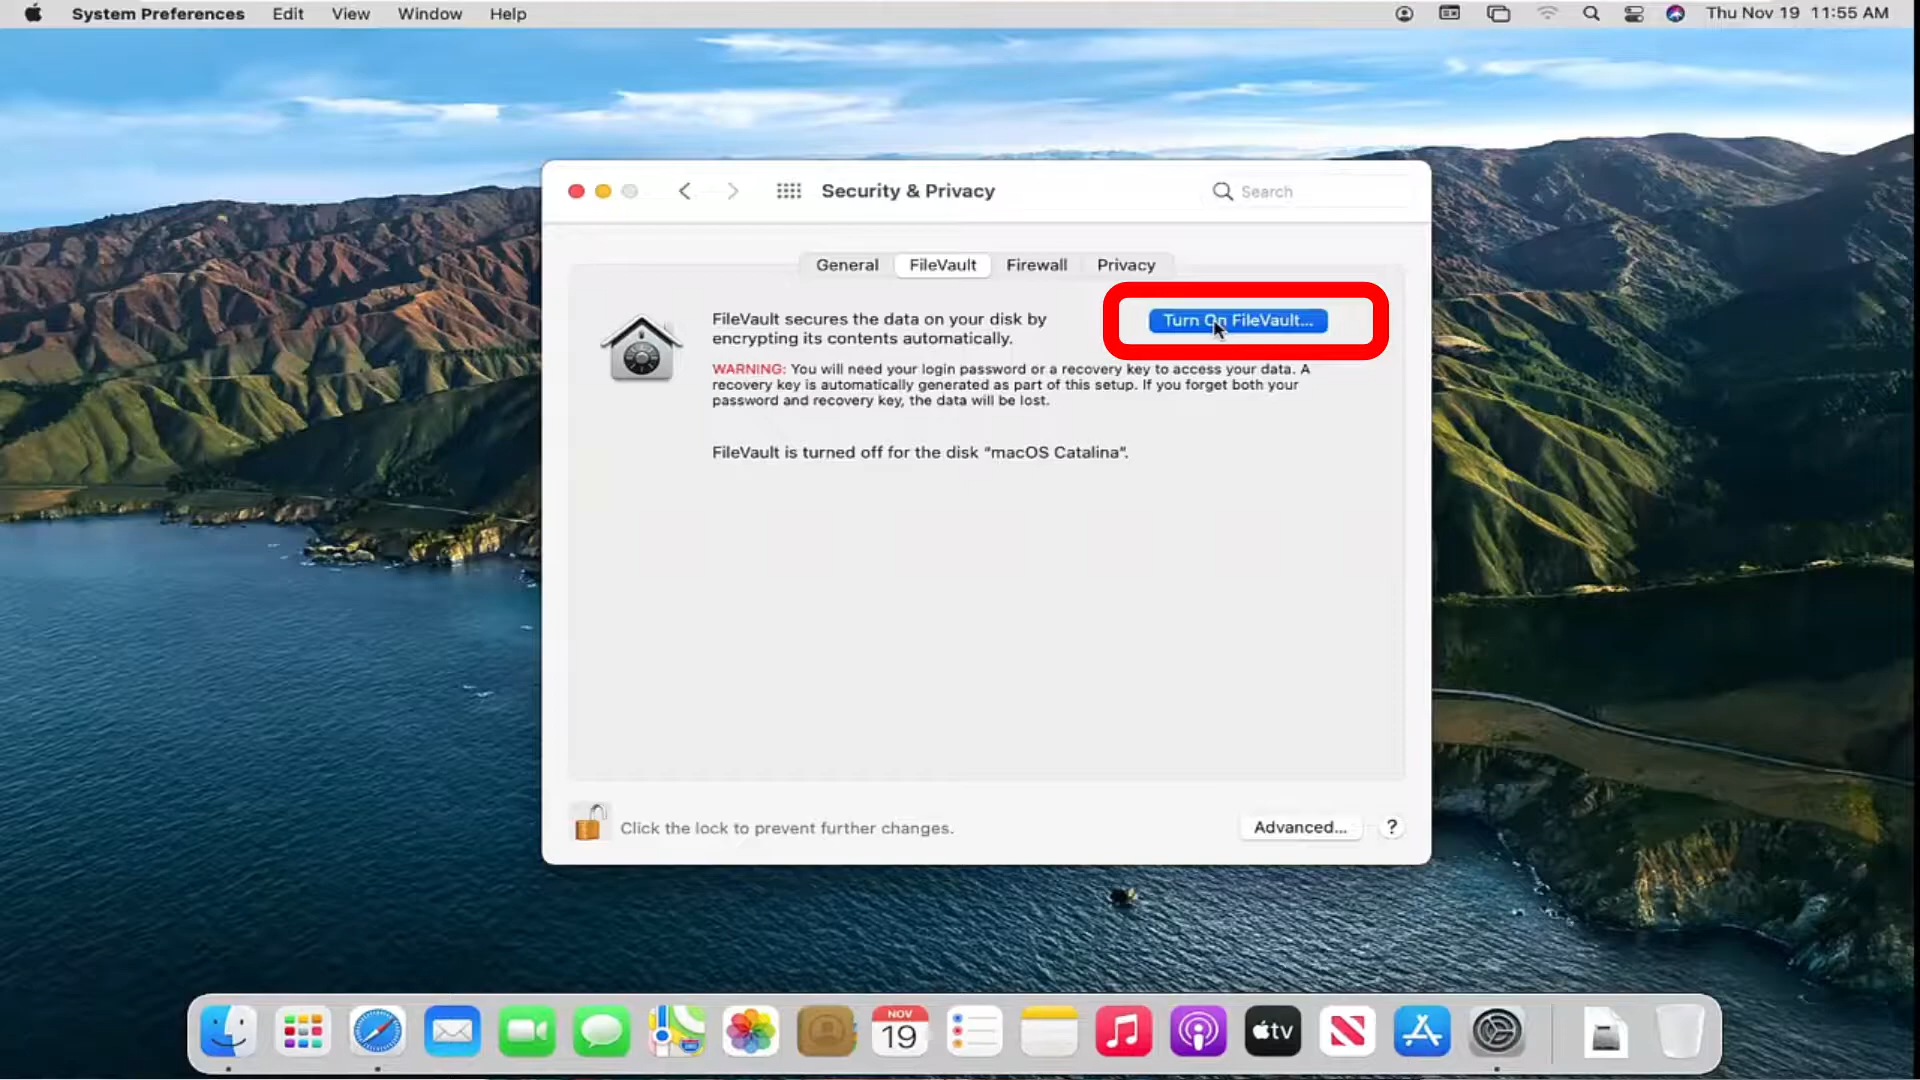 System Preferences Edit View Window Help Thu Nov 19 11:55 AM
Security & Privacy Search
General FileVault Firewall Privacy
FileVault secures the data on your disk by
encrypting its contents automatically.
Turn On FileVault...
WARNING: You will need your login password or a recovery key to access your data. A
recovery key is automatically generated as part of this setup. If you forget both your
password and recovery key, the data will be lost.
FileVault is turned off for the disk "macOS Catalina".
Click the lock to prevent further changes. Advanced... ?
NOV
19
tv